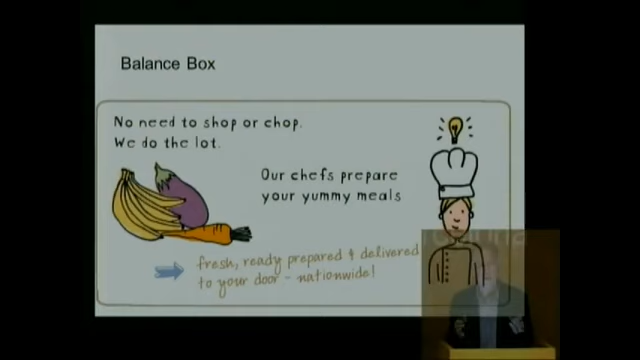 Balance Box
No need to shop or chop.
We do the lot.
Our chefs prepare
your yummy meals
fresh, ready prepared & delivered
to your door - nationwide!